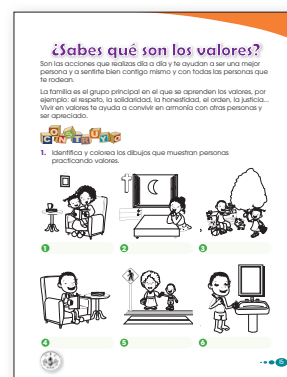 ¿Sabes qué son los valores?
Son las acciones que realizas día a día y te ayudan a ser una mejor
persona y a sentirte bien contigo mismo y con todas las personas que
te rodean.
La familia es el grupo principal en el que se aprenden los valores, por
ejemplo: el respeto, la solidaridad, la honestidad, el orden, la justicia...
Vivir en valores te ayuda a convivir en armonía con otras personas y
ser apreciado.
CONSTRUYO
1. Identifica y colorea los dibujos que muestran personas
practicando valores.
1 2 3
4 5 6